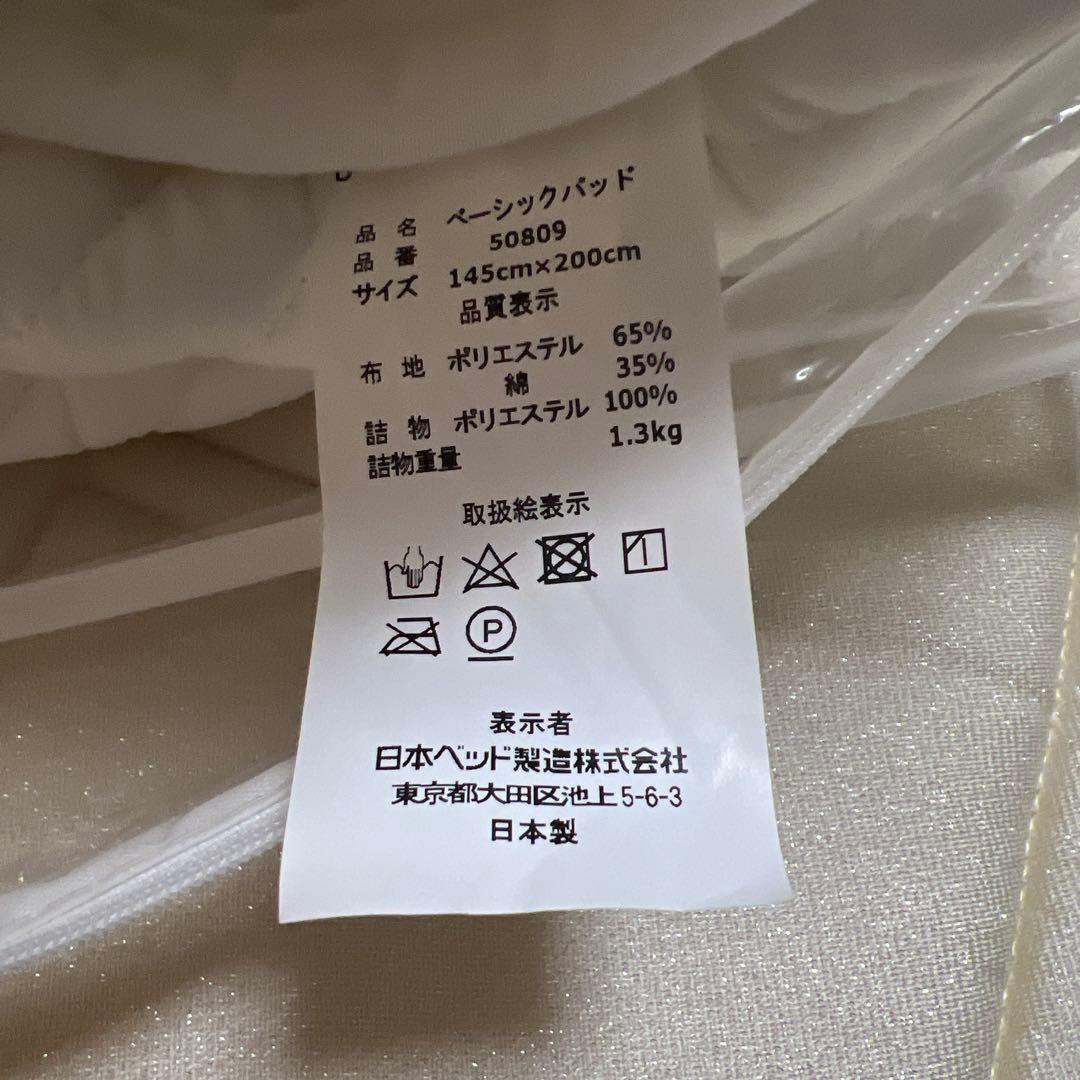 D
品名 ベーシックパッド
品番 50809
サイズ 145cm×200cm
品質表示
布地 ポリエステル 65%
綿 35%
詰物 ポリエステル 100%
詰物重量 1.3kg
取扱絵表示
P
表示者
日本ベッド製造株式会社
東京都大田区池上5-6-3
日本製